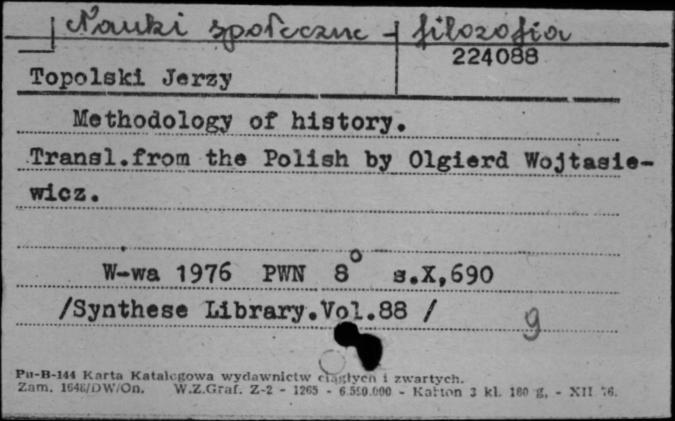 Nauki społeczne - filozofia
224088
Topolski Jerzy
Methodology of history.
Transl.from the Polish by Olgierd Wojtasie-
wicz.
W-wa 1976 PWN 8° s.X,690
/Synthese Library.Vol.88 /
9
Pu-B-144 Karta Katalogowa wydawnictw ciągłych i zwartych.
Zam. 1648/DW/On. W.Z.Graf. Z-2 - 1265 - 6.550.000 - Karton 3 kl. 180 g. - XII 76.